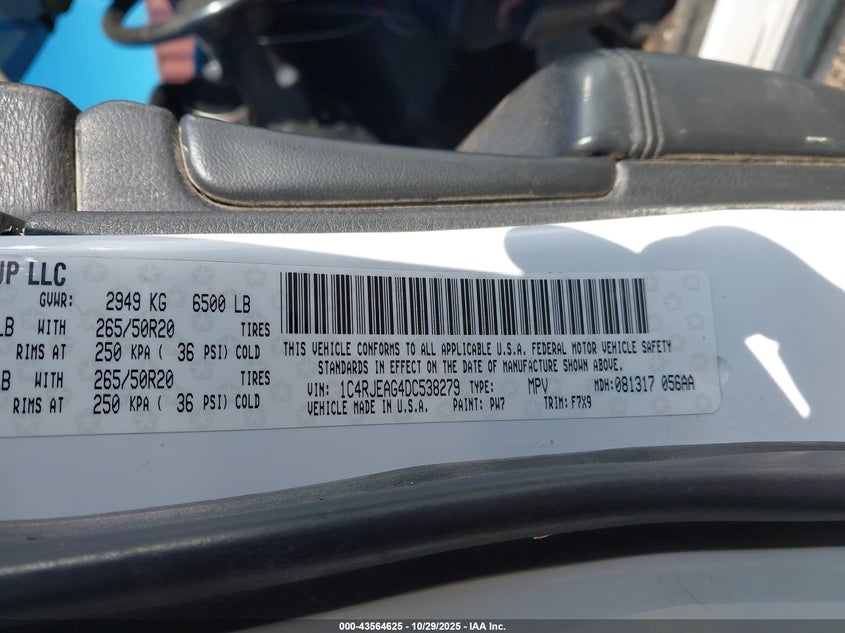 UP LLC
GVWR: 2949 KG 6500 LB
LB WITH 265/50R20 TIRES
RIMS AT 250 KPA ( 36 PSI) COLD
LB WITH 265/50R20 TIRES
RIMS AT 250 KPA ( 36 PSI) COLD
THIS VEHICLE CONFORMS TO ALL APPLICABLE U.S.A. FEDERAL MOTOR VEHICLE SAFETY
STANDARDS IN EFFECT ON THE DATE OF MANUFACTURE SHOWN ABOVE.
VIN: 1C4RJEAG4DC538279 TYPE: MPV MDH: 081317 056AA
VEHICLE MADE IN U.S.A. PAINT: PW7 TRIM: F7X9
000-43564625 - 10/29/2025 - IAA Inc.